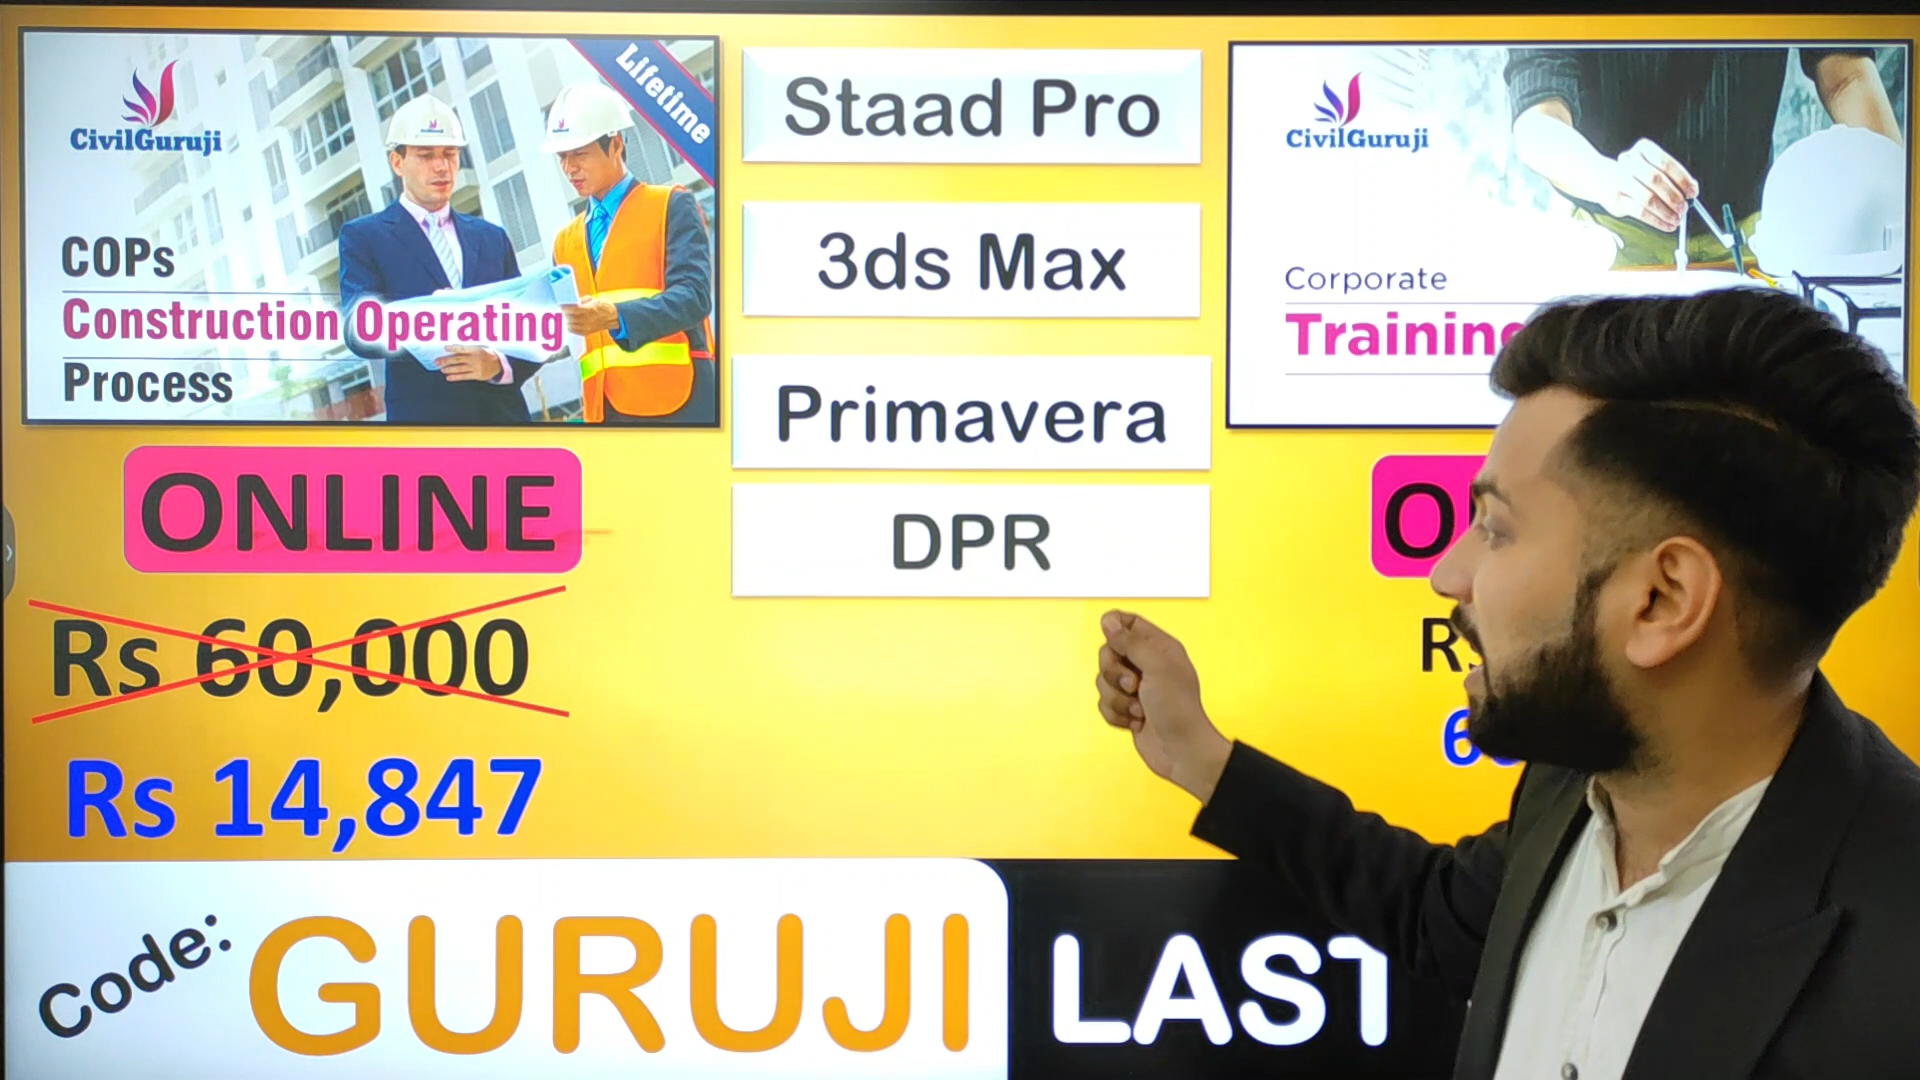 CivilGuruji
Lifetime
COPs
Construction Operating
Process
ONLINE
Rs 60,000
Rs 14,847
Staad Pro
3ds Max
Primavera
DPR
CivilGuruji
Corporate
Training
Code: GURUJI
LAST